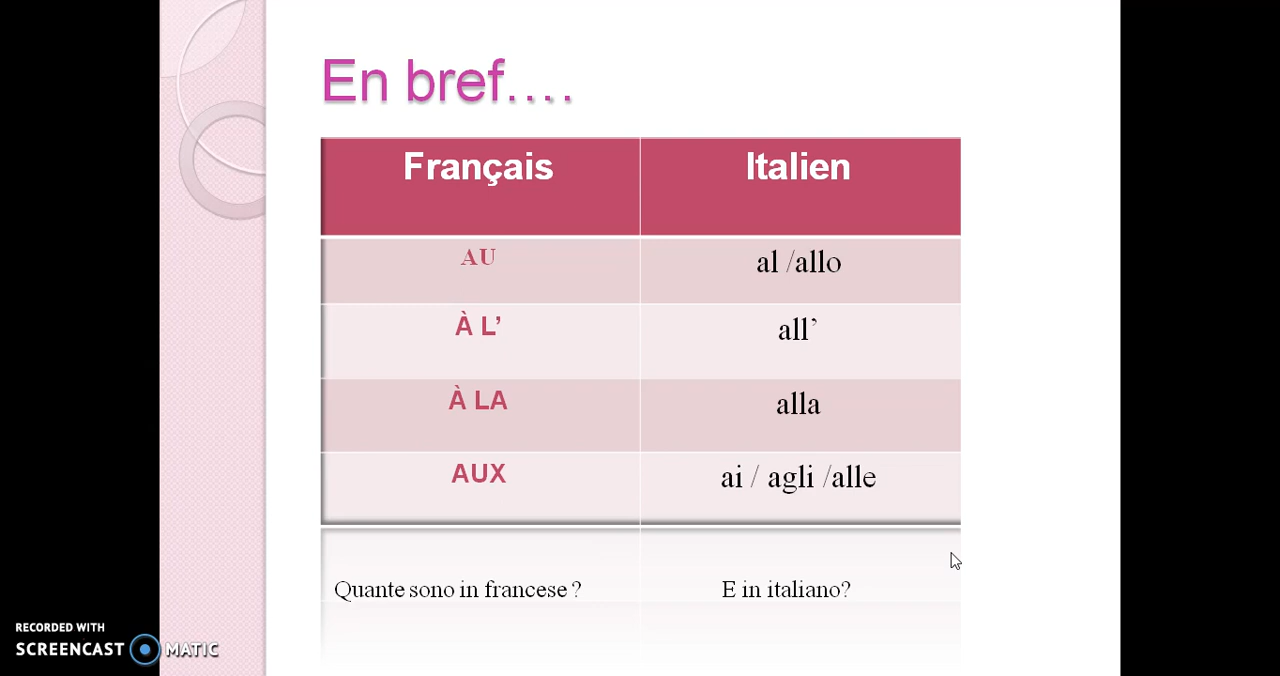 En bref….
Français Italien
AU al /allo
À L’ all’
À LA alla
AUX ai / agli /alle
Quante sono in francese ? E in italiano?
RECORDED WITH
SCREENCAST MATIC